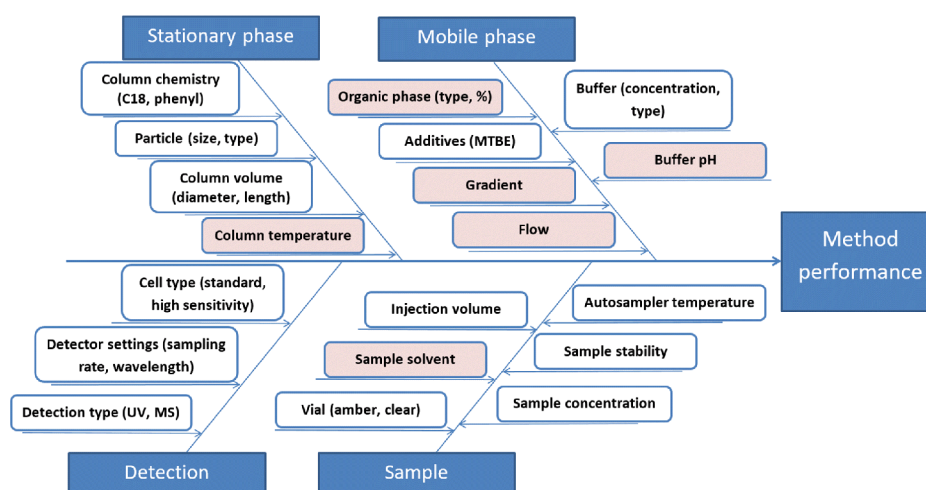 Stationary phase
Mobile phase
Column chemistry
(C18, phenyl)
Particle (size, type)
Column volume
(diameter, length)
Column temperature
Organic phase (type, %)
Additives (MTBE)
Gradient
Flow
Buffer (concentration,
type)
Buffer pH
Method
performance
Cell type (standard,
high sensitivity)
Detector settings (sampling
rate, wavelength)
Detection type (UV, MS)
Injection volume
Sample solvent
Vial (amber, clear)
Autosampler temperature
Sample stability
Sample concentration
Detection
Sample